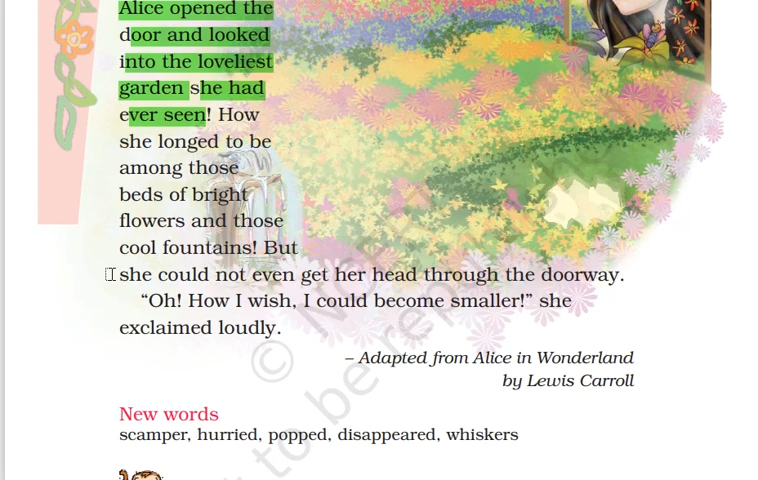 Alice opened the
door and looked
into the loveliest
garden she had
ever seen! How
she longed to be
among those
beds of bright
flowers and those
cool fountains! But
she could not even get her head through the doorway.
“Oh! How I wish, I could become smaller!” she
exclaimed loudly.
– Adapted from Alice in Wonderland
by Lewis Carroll
New words
scamper, hurried, popped, disappeared, whiskers